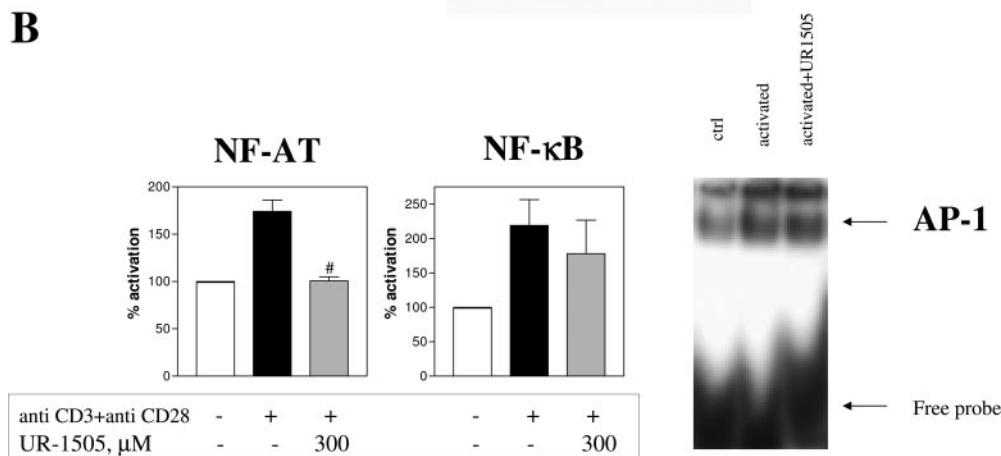 B
NF-AT
NF-κB
ctrl
activated
activated+UR1505
% activation
200
150
100
50
0
#
% activation
250
200
150
100
50
0
AP-1
Free probe
anti CD3+anti CD28 - + + - + +
UR-1505, μM - - 300 - - 300